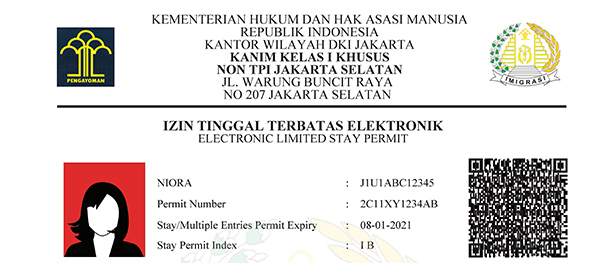 KEMENTERIAN HUKUM DAN HAK ASASI MANUSIA
REPUBLIK INDONESIA
KANTOR WILAYAH DKI JAKARTA
KANIM KELAS I KHUSUS
NON TPI JAKARTA SELATAN
JL. WARUNG BUNCIT RAYA
NO 207 JAKARTA SELATAN
PENGAYOMAN
IMIGRASI
IZIN TINGGAL TERBATAS ELEKTRONIK
ELECTRONIC LIMITED STAY PERMIT
NIORA : J1U1ABC12345
Permit Number : 2C11XY1234AB
Stay/Multiple Entries Permit Expiry : 08-01-2021
Stay Permit Index : I B